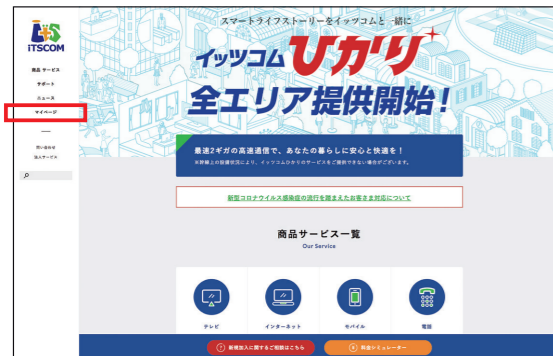 iTSCOM
商品 サービス
サポート
ニュース
マイページ
問い合わせ
法人サービス
スマートライフストーリーをイッツコムと一緒に
イッツコムひかり
全エリア提供開始!
最速2ギガの高速通信で、あなたの暮らしに安心と快適を!
※幹線上の設備状況により、イッツコムひかりのサービスをご提供できない場合がございます。
新型コロナウイルス感染症の流行を踏まえたお客さま対応について
商品サービス一覧
Our Service
テレビ
インターネット
モバイル
電話
新規加入に関するご相談はこちら
料金シミュレーター